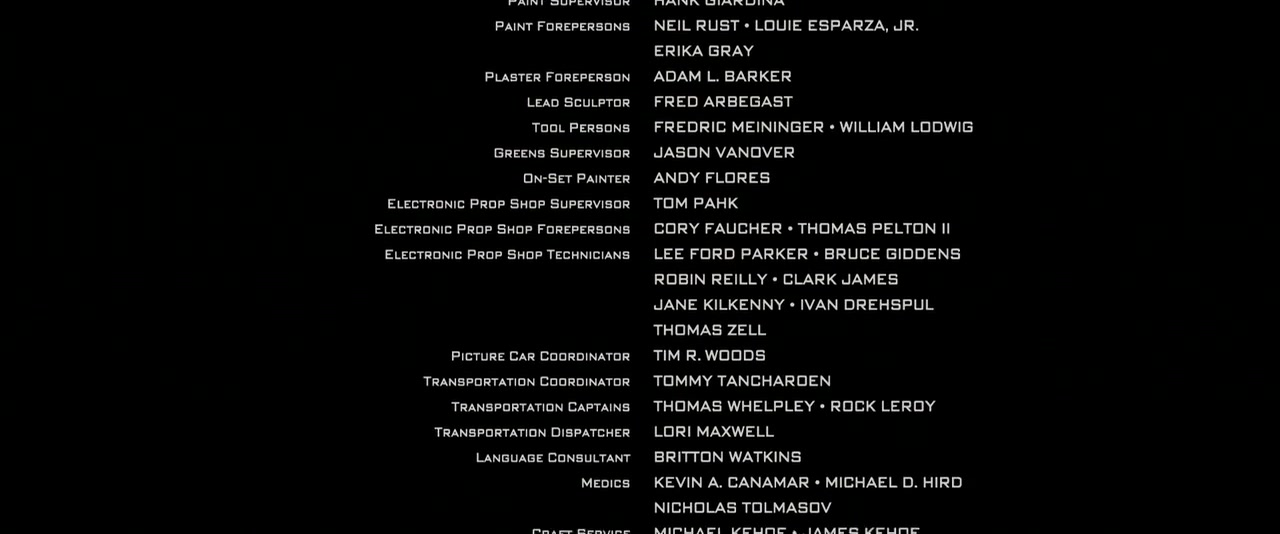 PAINT SUPERVISOR HANK GIARDINA
PAINT FOREPERSONS NEIL RUST • LOUIE ESPARZA, JR.
ERIKA GRAY
PLASTER FOREPERSON ADAM L. BARKER
LEAD SCULPTOR FRED ARBEGAST
TOOL PERSONS FREDRIC MEININGER • WILLIAM LODWIG
GREENS SUPERVISOR JASON VANOVER
ON-SET PAINTER ANDY FLORES
ELECTRONIC PROP SHOP SUPERVISOR TOM PAHK
ELECTRONIC PROP SHOP FOREPERSONS CORY FAUCHER • THOMAS PELTON II
ELECTRONIC PROP SHOP TECHNICIANS LEE FORD PARKER • BRUCE GIDDENS
ROBIN REILLY • CLARK JAMES
JANE KILKENNY • IVAN DREHSPUL
THOMAS ZELL
PICTURE CAR COORDINATOR TIM R. WOODS
TRANSPORTATION COORDINATOR TOMMY TANCHAROEN
TRANSPORTATION CAPTAINS THOMAS WHELPLEY • ROCK LEROY
TRANSPORTATION DISPATCHER LORI MAXWELL
LANGUAGE CONSULTANT BRITTON WATKINS
MEDICS KEVIN A. CANAMAR • MICHAEL D. HIRD
NICHOLAS TOLMASOV
CRAFT SERVICE MICHAEL KEHOE • JAMES KEHOE